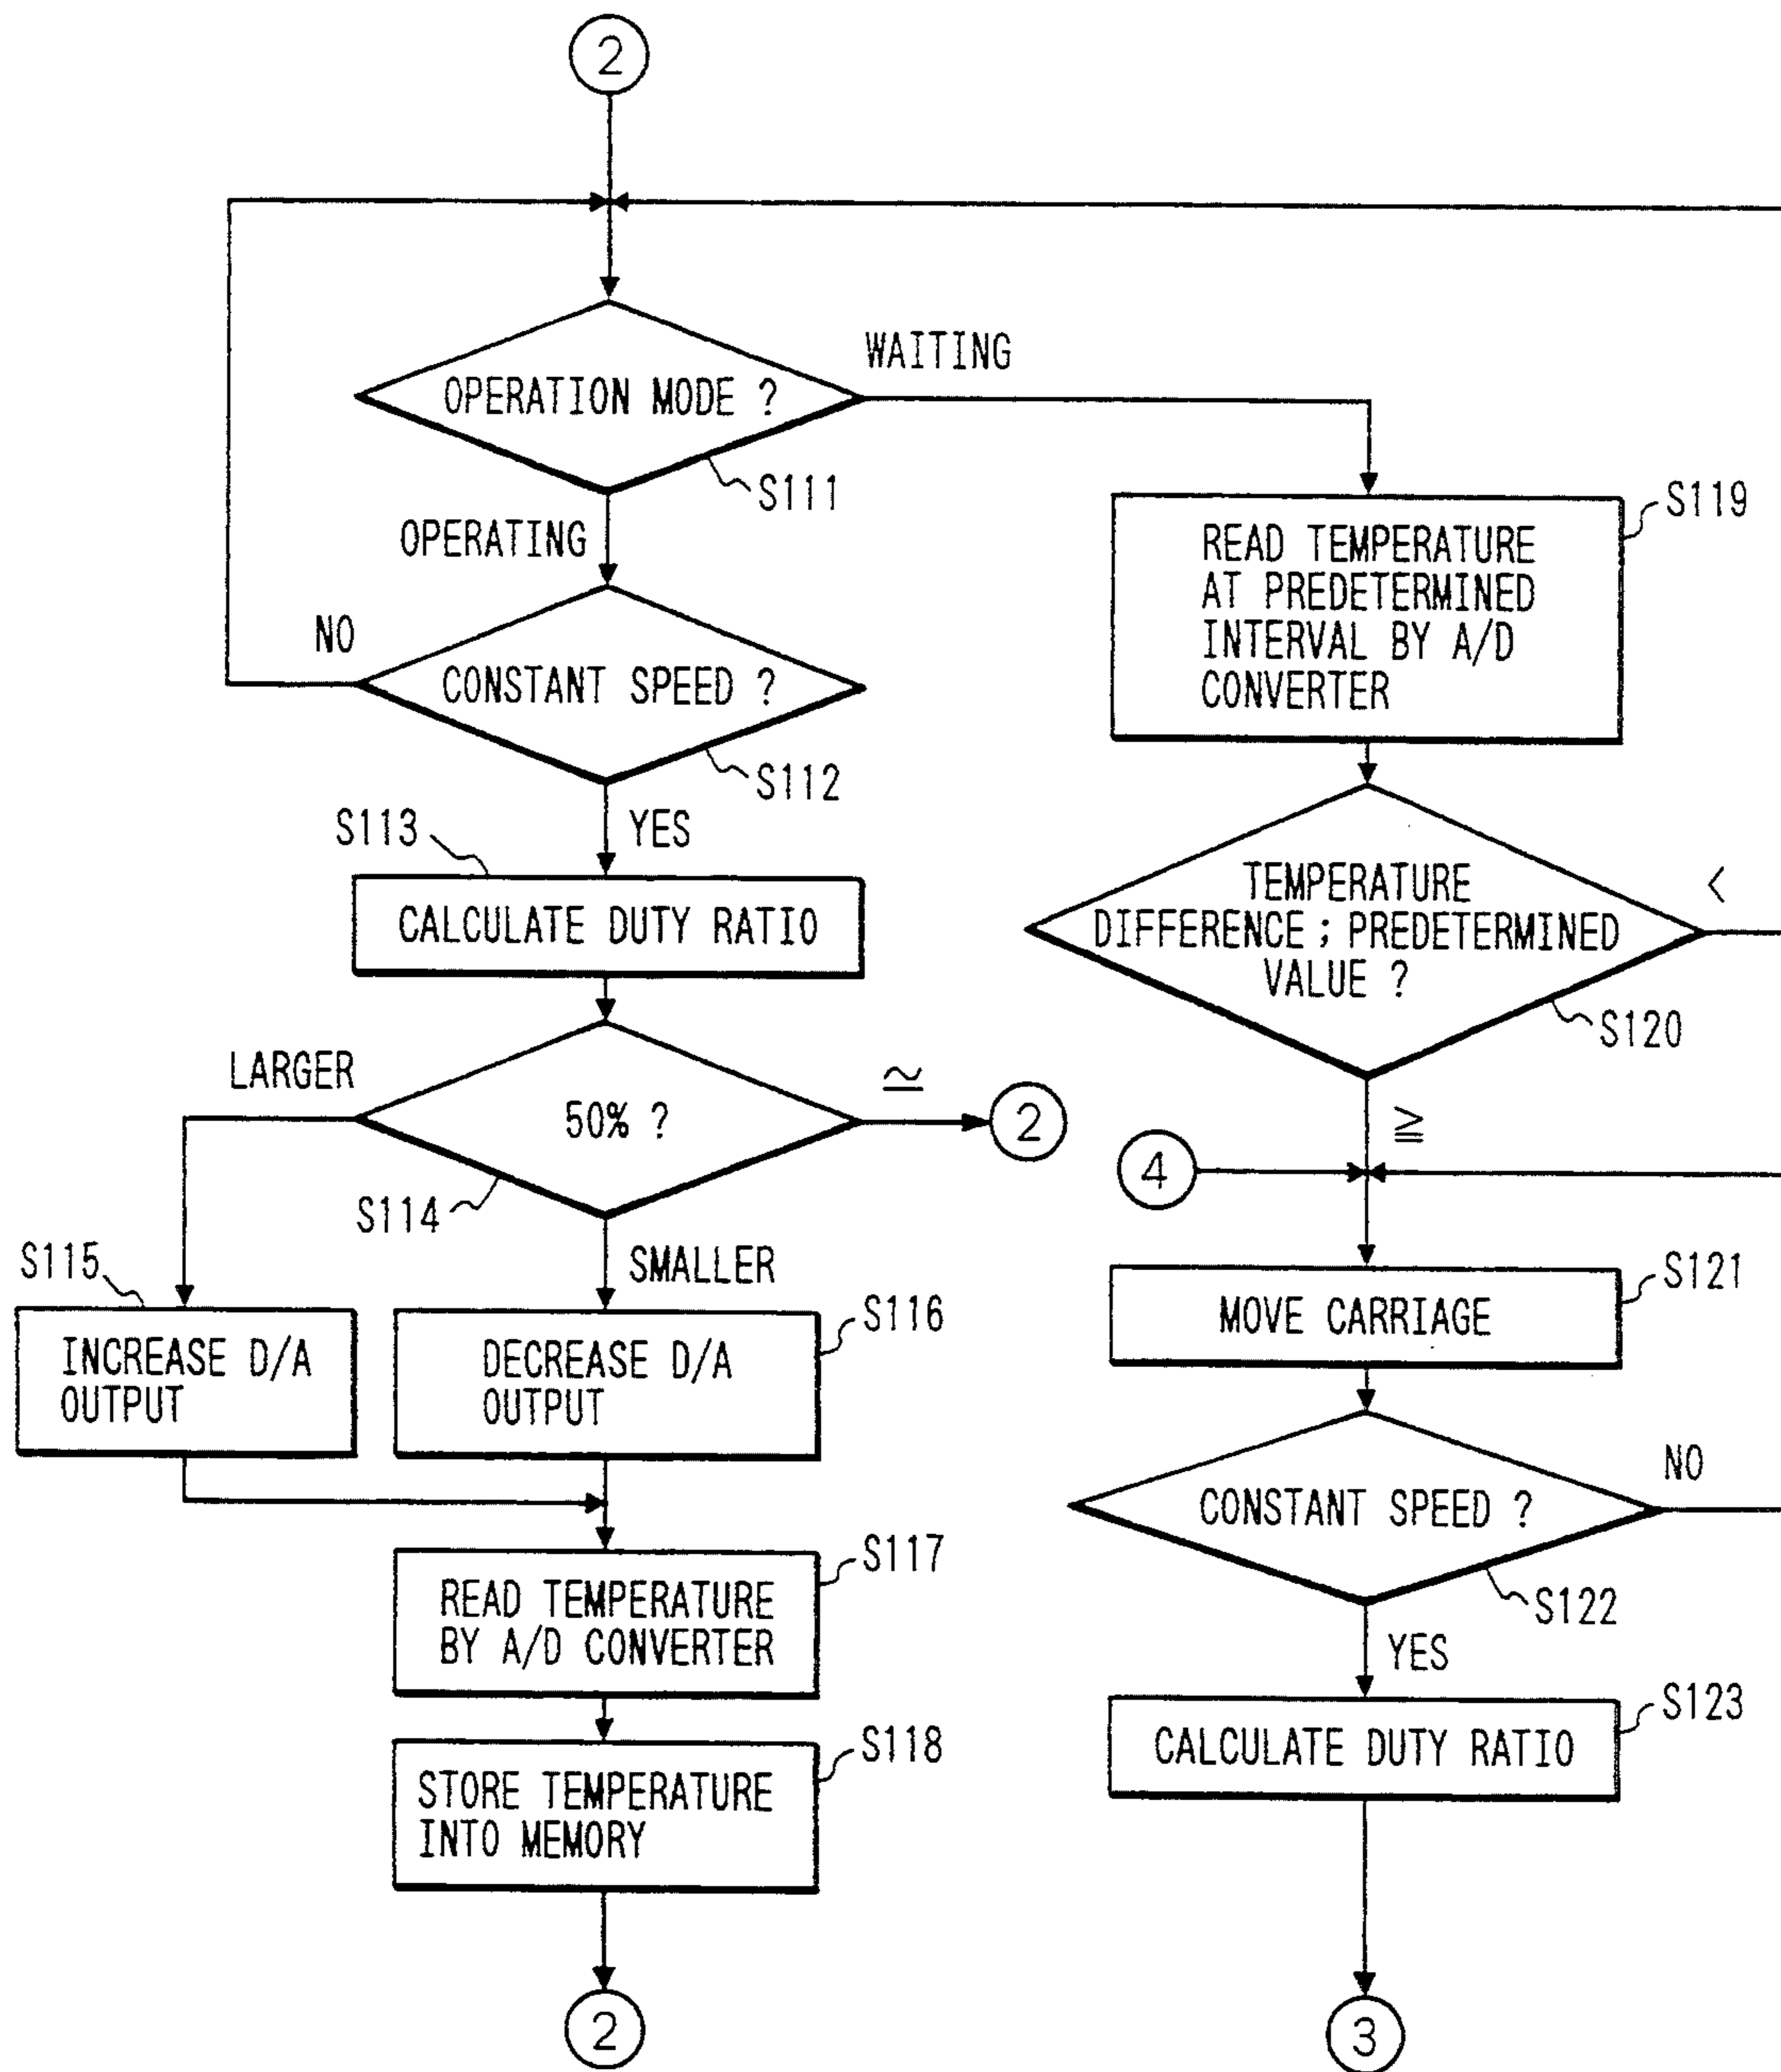 2
OPERATION MODE ?
WAITING
S111
OPERATING
CONSTANT SPEED ?
NO
S112
YES
S113
CALCULATE DUTY RATIO
50% ?
LARGER
≃
2
S114
SMALLER
S115
INCREASE D/A
OUTPUT
S116
DECREASE D/A
OUTPUT
S117
READ TEMPERATURE
BY A/D CONVERTER
S118
STORE TEMPERATURE
INTO MEMORY
2
S119
READ TEMPERATURE
AT PREDETERMINED
INTERVAL BY A/D
CONVERTER
TEMPERATURE
DIFFERENCE ; PREDETERMINED
VALUE ?
<
S120
≧
4
S121
MOVE CARRIAGE
CONSTANT SPEED ?
NO
S122
YES
S123
CALCULATE DUTY RATIO
3